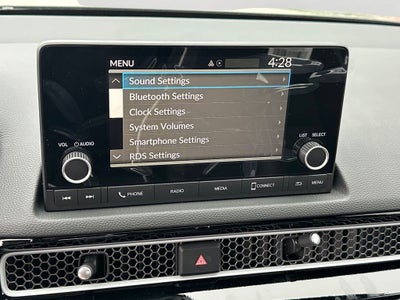 MENU 4:28
Sound Settings
Bluetooth Settings
Clock Settings
System Volumes
Smartphone Settings
RDS Settings
VOL AUDIO
LIST SELECT
PHONE RADIO MEDIA CONNECT MENU